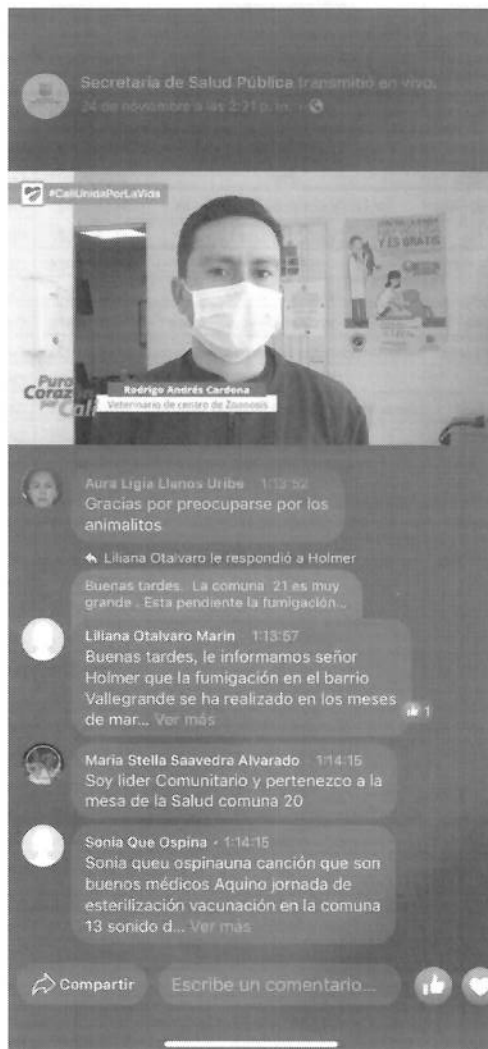 Secretaría de Salud Pública transmitió en vivo.
24 de noviembre a las 2:21 p. m.
#CaliUnidaPorLaVida
Y ES GRATIS
Puro
Corazón
por Cali
Rodrigo Andrés Cardona
Veterinario de centro de Zoonosis
Aura Ligia Llanos Uribe 1:13:52
Gracias por preocuparse por los
animalitos
Liliana Otalvaro le respondió a Holmer
Buenas tardes. La comuna 21 es muy
grande . Esta pendiente la fumigación...
Liliana Otalvaro Marin · 1:13:57
Buenas tardes, le informamos señor
Holmer que la fumigación en el barrio
Vallegrande se ha realizado en los meses
de mar... Ver más
1
Maria Stella Saavedra Alvarado · 1:14:15
Soy lider Comunitario y pertenezco a la
mesa de la Salud comuna 20
Sonia Que Ospina · 1:14:15
Sonia queu ospinauna canción que son
buenos médicos Aquino jornada de
esterilización vacunación en la comuna
13 sonido d... Ver más
Compartir
Escribe un comentario...